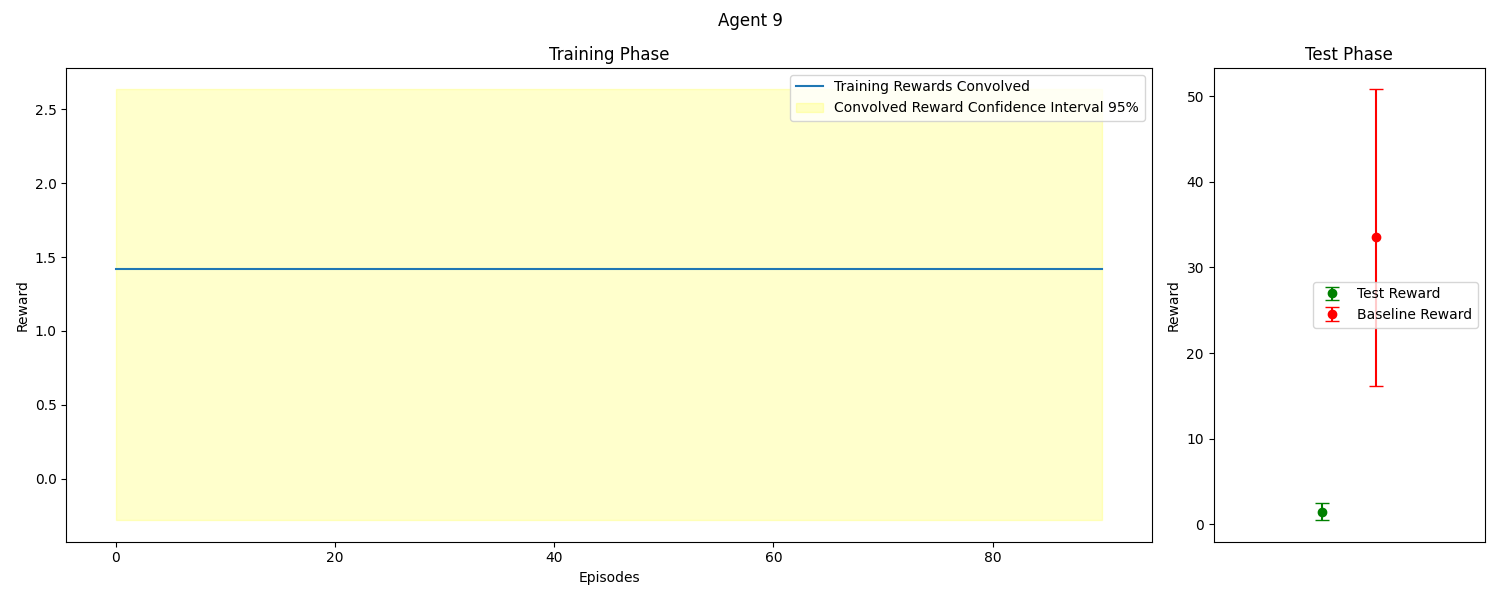 Agent 9
Training Phase
Training Rewards Convolved
Convolved Reward Confidence Interval 95%
2.5
2.0
1.5
1.0
0.5
0.0
Reward
0
20
40
60
80
Episodes
Test Phase
50
40
30
20
10
0
Reward
Test Reward
Baseline Reward